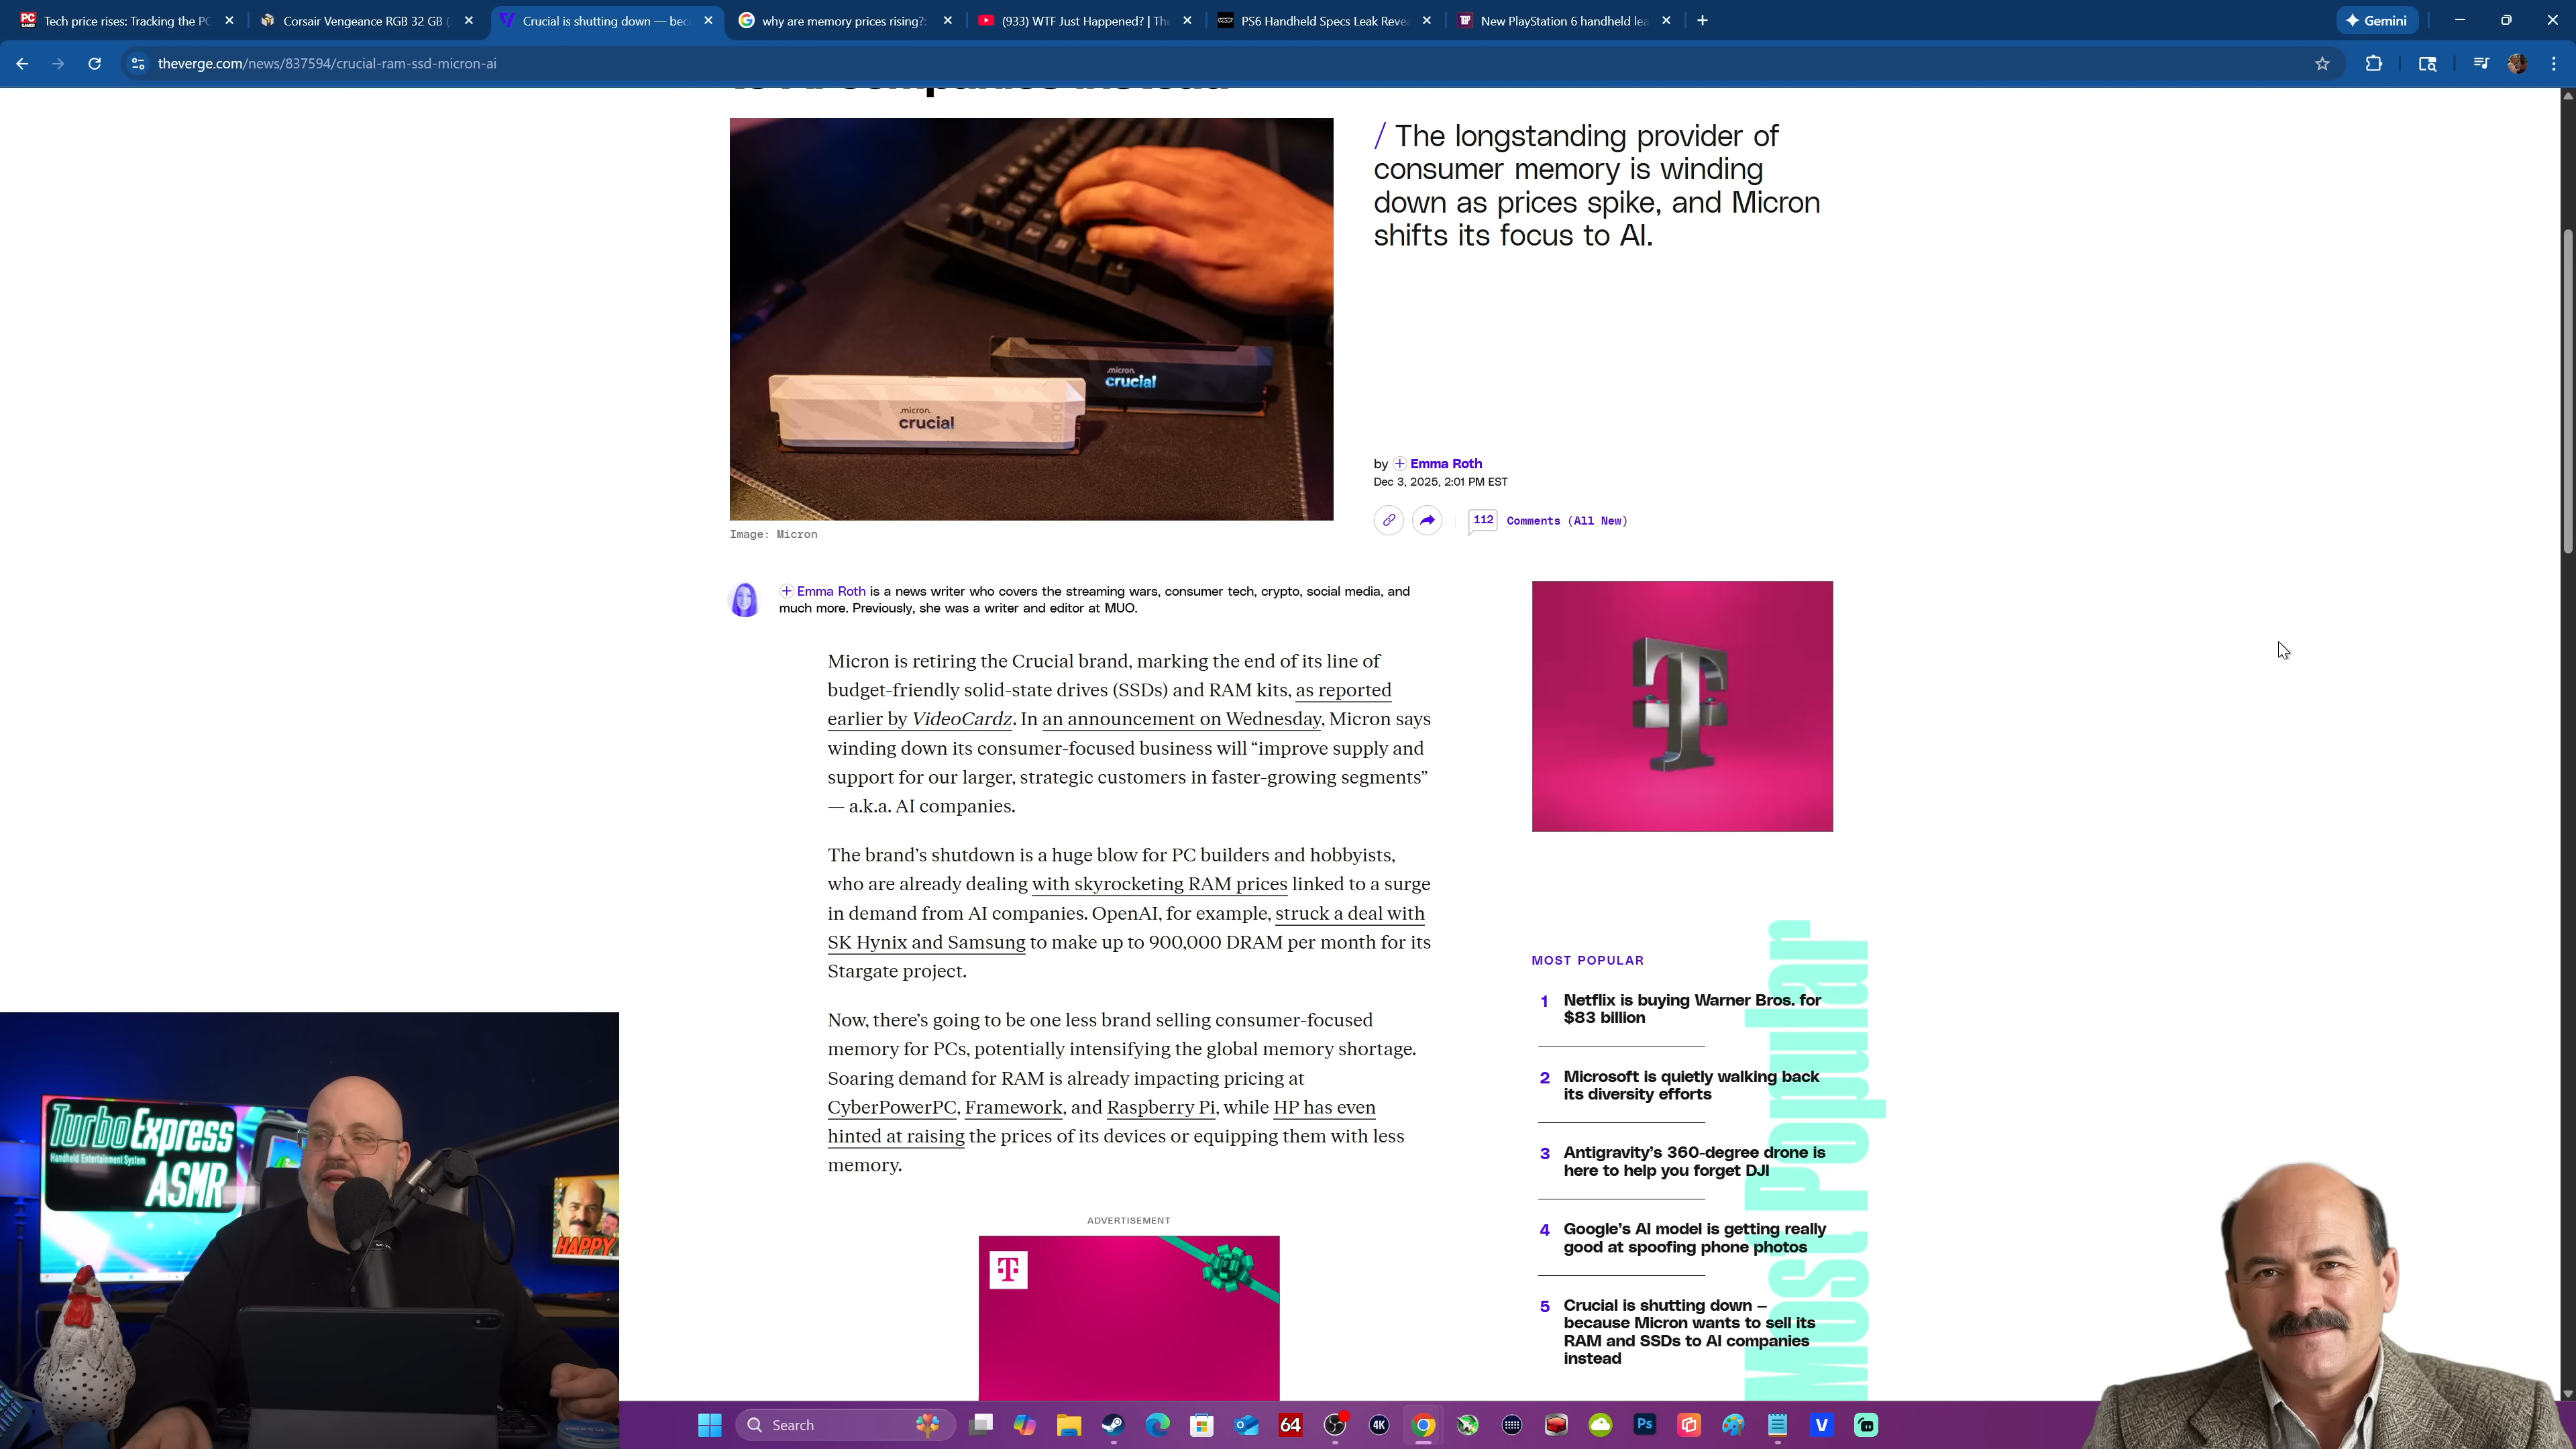 Tech price rises: Tracking the PC
Corsair Vengeance RGB 32 GB (
Crucial is shutting down — bec
why are memory prices rising?:
(933) WTF Just Happened? | The
PS6 Handheld Specs Leak Reve
New PlayStation 6 handheld lea
Gemini
theverge.com/news/837594/crucial-ram-ssd-micron-ai
/ The longstanding provider of
consumer memory is winding
down as prices spike, and Micron
shifts its focus to AI.
micron
crucial
micron
crucial
DDR5
by Emma Roth
Dec 3, 2025, 2:01 PM EST
112 Comments (All New)
Image: Micron
Emma Roth is a news writer who covers the streaming wars, consumer tech, crypto, social media, and
much more. Previously, she was a writer and editor at MUO.
Micron is retiring the Crucial brand, marking the end of its line of
budget-friendly solid-state drives (SSDs) and RAM kits, as reported
earlier by VideoCardz. In an announcement on Wednesday, Micron says
winding down its consumer-focused business will “improve supply and
support for our larger, strategic customers in faster-growing segments”
— a.k.a. AI companies.
The brand’s shutdown is a huge blow for PC builders and hobbyists,
who are already dealing with skyrocketing RAM prices linked to a surge
in demand from AI companies. OpenAI, for example, struck a deal with
SK Hynix and Samsung to make up to 900,000 DRAM per month for its
Stargate project.
Now, there’s going to be one less brand selling consumer-focused
memory for PCs, potentially intensifying the global memory shortage.
Soaring demand for RAM is already impacting pricing at
CyberPowerPC, Framework, and Raspberry Pi, while HP has even
hinted at raising the prices of its devices or equipping them with less
memory.
ADVERTISEMENT
T
T
Most Popular
MOST POPULAR
1 Netflix is buying Warner Bros. for
$83 billion
2 Microsoft is quietly walking back
its diversity efforts
3 Antigravity’s 360-degree drone is
here to help you forget DJI
4 Google’s AI model is getting really
good at spoofing phone photos
5 Crucial is shutting down —
because Micron wants to sell its
RAM and SSDs to AI companies
instead
TurboExpress
Handheld Entertainment System
ASMR
HAPPY
Search
64
4K
Ps
V